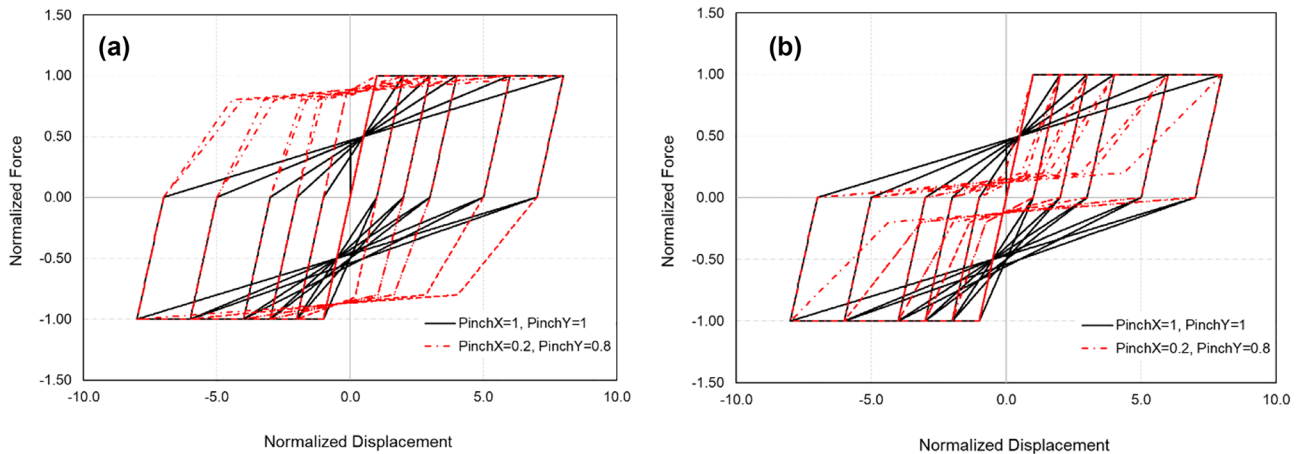 (a)
1.50
1.00
0.50
0.00
-0.50
-1.00
-1.50
Normalized Force
-10.0 -5.0 0.0 5.0 10.0
Normalized Displacement
PinchX=1, PinchY=1
PinchX=0.2, PinchY=0.8
(b)
1.50
1.00
0.50
0.00
-0.50
-1.00
-1.50
Normalized Force
-10.0 -5.0 0.0 5.0 10.0
Normalized Displacement
PinchX=1, PinchY=1
PinchX=0.2, PinchY=0.8